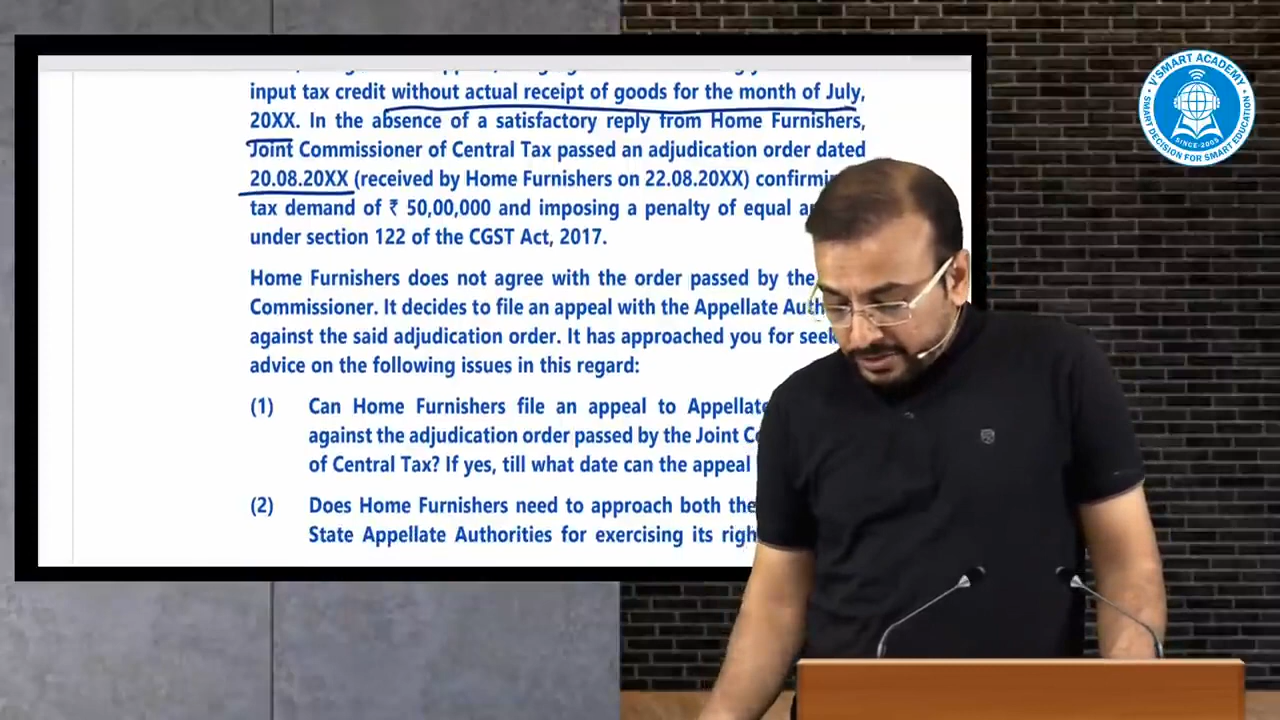 input tax credit without actual receipt of goods for the month of July,
20XX. In the absence of a satisfactory reply from Home Furnishers,
Joint Commissioner of Central Tax passed an adjudication order dated
20.08.20XX (received by Home Furnishers on 22.08.20XX)
tax demand of ₹ 50,00,000 and imposing a penalty of equal
under section 122 of the CGST Act, 2017.
Home Furnishers does not agree with the order passed by the
Commissioner. It decides to file an appeal with the Appellate
against the said adjudication order. It has approached you for
advice on the following issues in this regard:
(1) Can Home Furnishers file an appeal to
against the adjudication order passed by the Joint
of Central Tax? If yes, till what date can the appeal
(2) Does Home Furnishers need to approach both the
State Appellate Authorities for exercising its
V'SMART ACADEMY
SINCE-2005
SMART DECISION FOR SMART EDUCATION